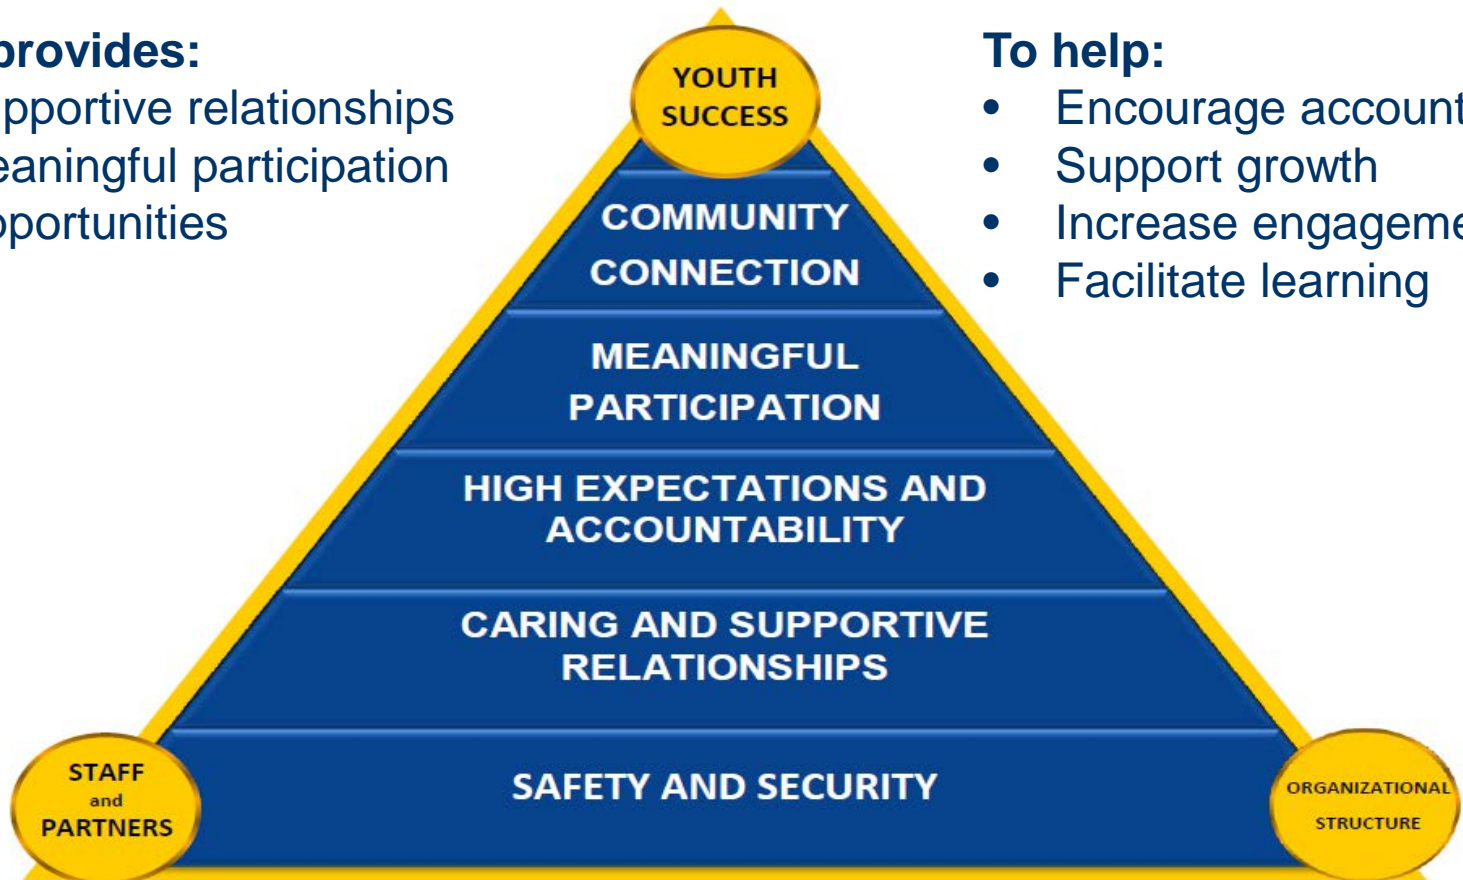 provides:
pportive relationships
eaningful participation
pportunities
To help:
• Encourage account
• Support growth
• Increase engageme
• Facilitate learning
YOUTH
SUCCESS
COMMUNITY
CONNECTION
MEANINGFUL
PARTICIPATION
HIGH EXPECTATIONS AND
ACCOUNTABILITY
CARING AND SUPPORTIVE
RELATIONSHIPS
SAFETY AND SECURITY
STAFF
and
PARTNERS
ORGANIZATIONAL
STRUCTURE